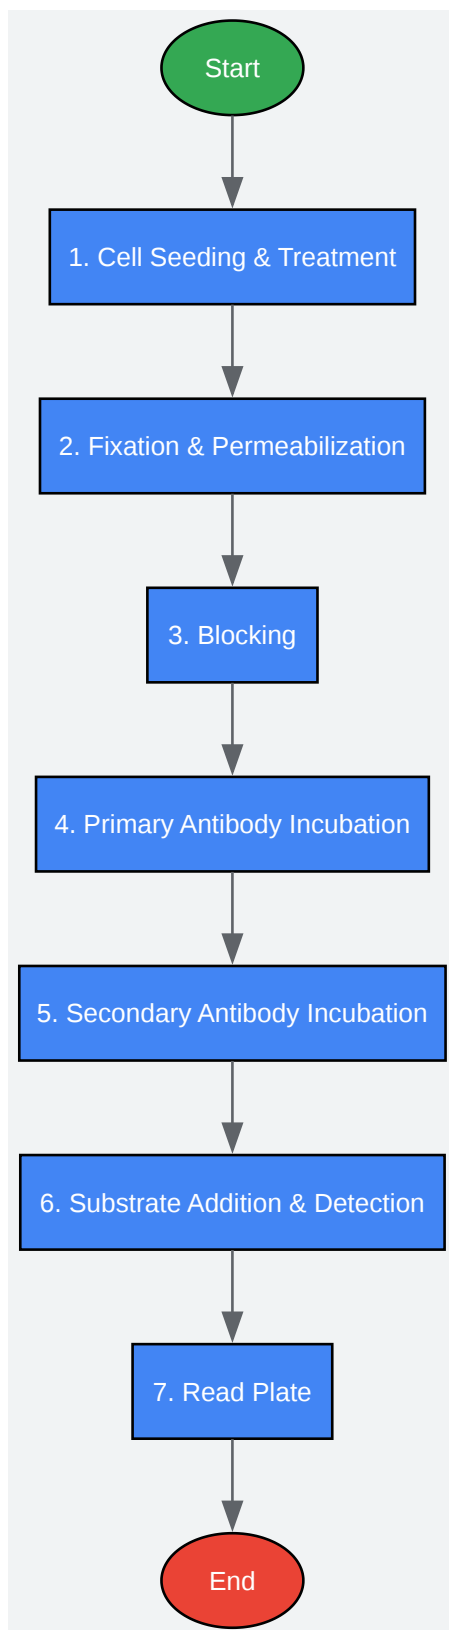 Start
1. Cell Seeding & Treatment
2. Fixation & Permeabilization
3. Blocking
4. Primary Antibody Incubation
5. Secondary Antibody Incubation
6. Substrate Addition & Detection
7. Read Plate
End